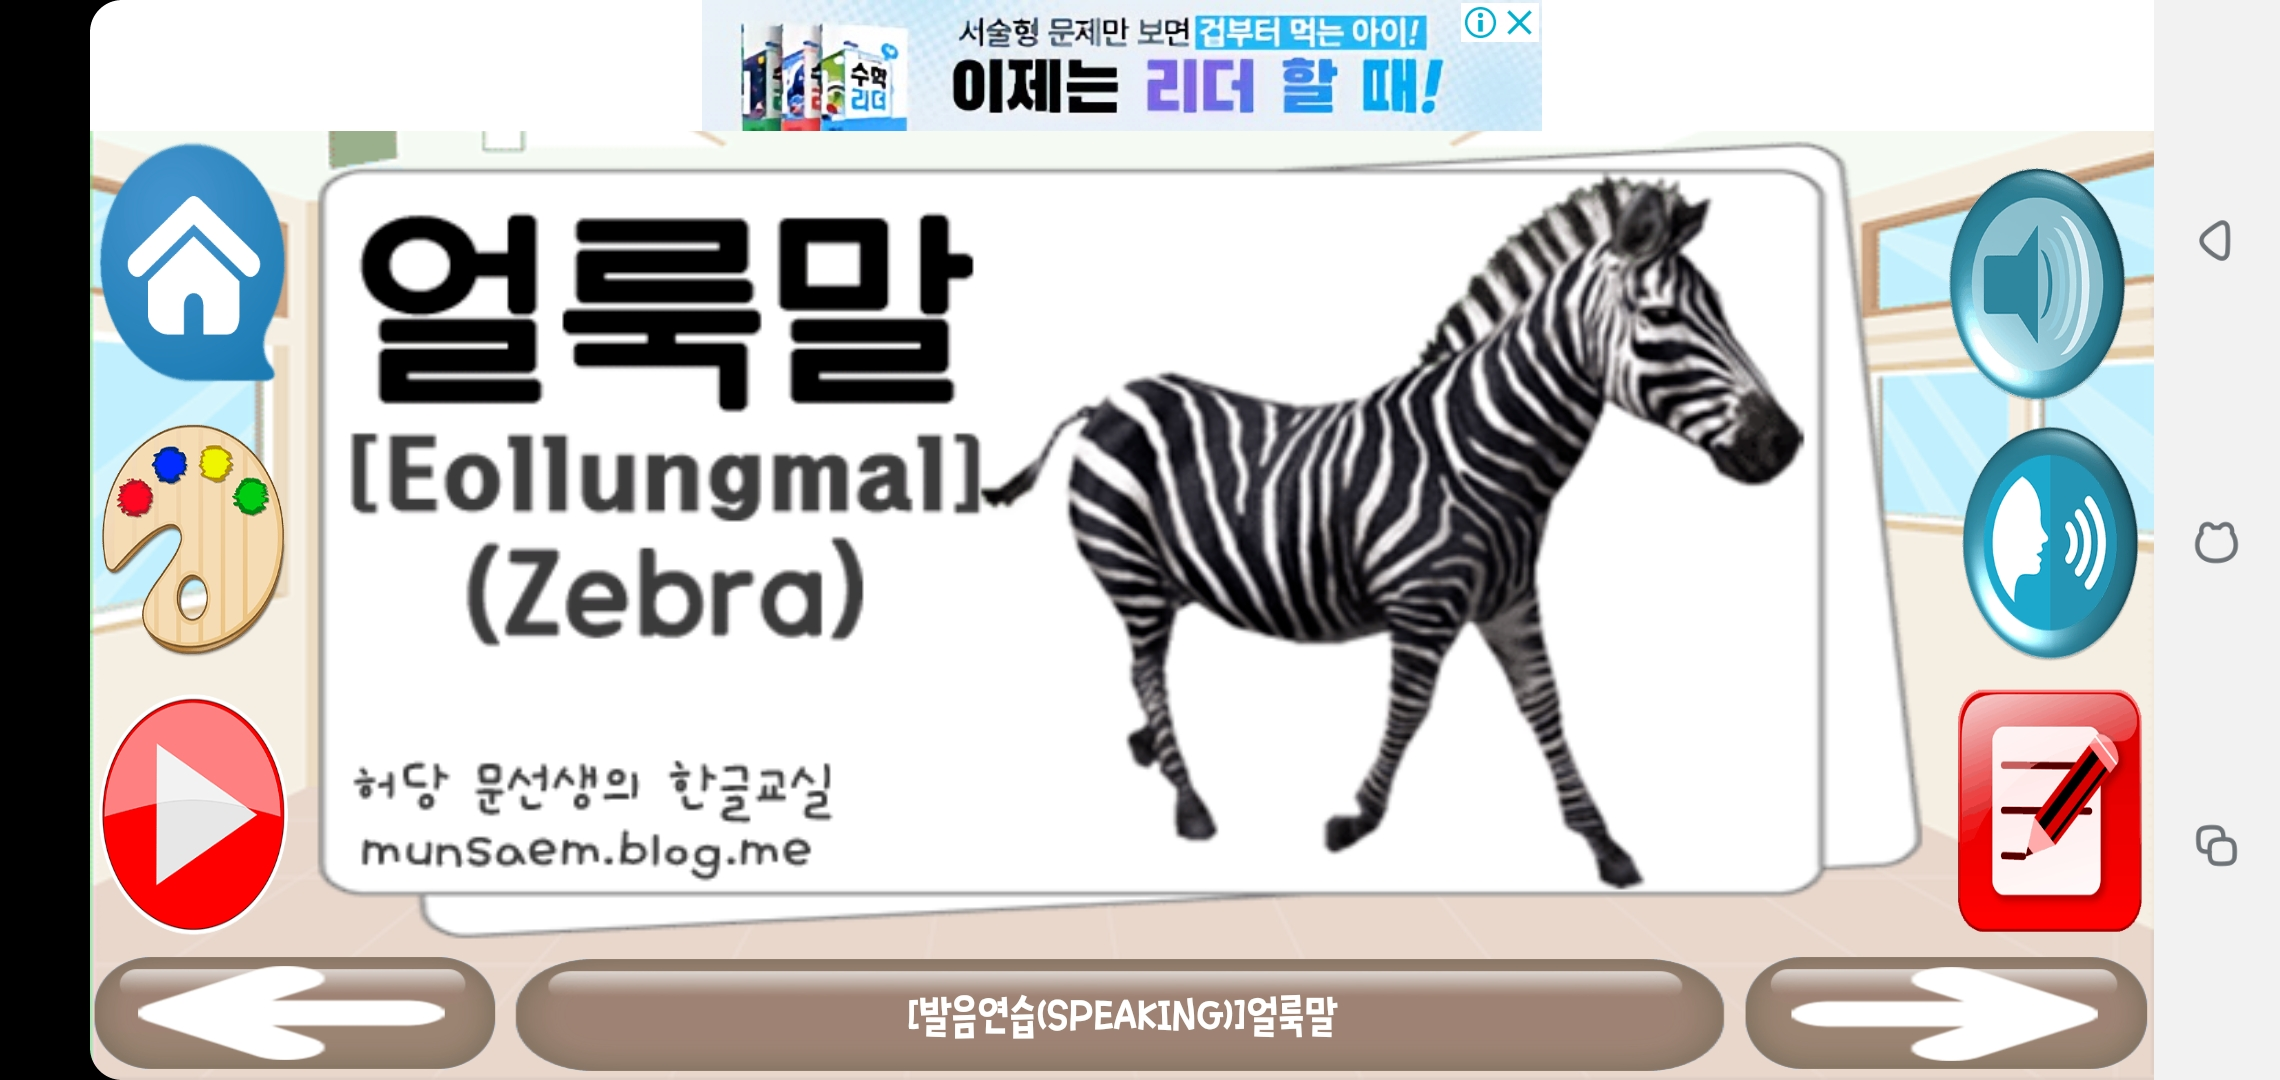 서술형 문제만 보면 겁부터 먹는 아이!
이제는 리더 할 때!
수학
리더
얼룩말
[Eollungmal]
(Zebra)
허당 문선생의 한글교실
munsaem.blog.me
[발음연습(SPEAKING)]얼룩말